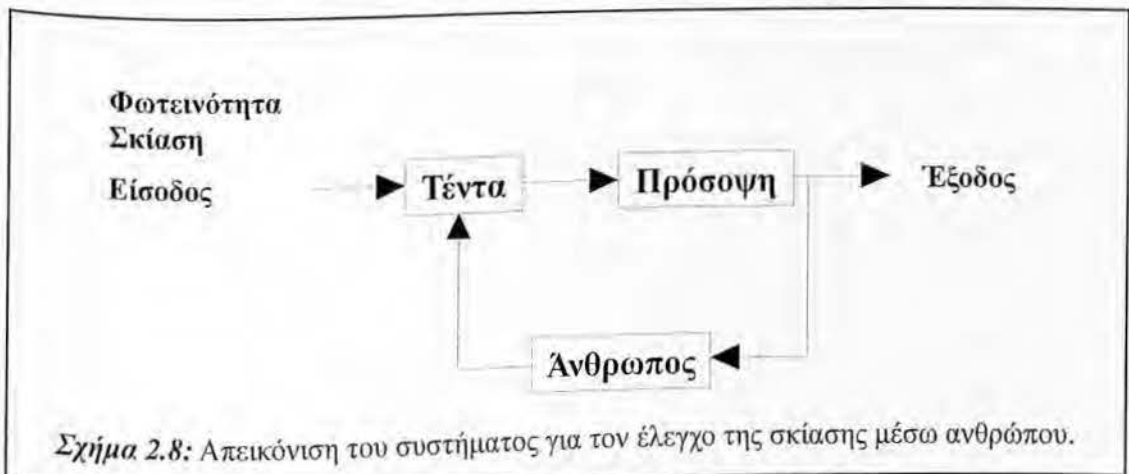 Φωτεινότητα
Σκίαση
Είσοδος
Τέντα
Πρόσοψη
Έξοδος
Άνθρωπος
Σχήμα 2.8: Απεικόνιση του συστήματος για τον έλεγχο της σκίασης μέσω ανθρώπου.